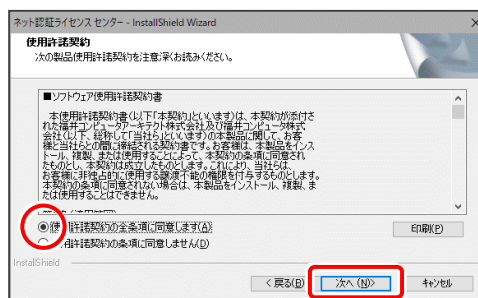 ネット認証ライセンス センター - InstallShield Wizard
使用許諾契約
次の製品使用許諾契約を注意深くお読みください。
■ソフトウェア使用許諾契約書
本使用許諾契約書(以下「本契約」といいます)は、本契約が添付さ
れた福井コンピュータアーキテクト株式会社及び福井コンピュータ株式
会社(以下、総称して「当社ら」といいます)の本製品に関して、お客
様と当社らとの間に締結される契約書です。お客様は、本製品をインス
トール、複製、または使用することによって、本契約の条項に同意され
たものとし、本契約は成立したものとします。これにより、当社らは、
お客様に非独占的に使用する譲渡不能の権限を付与するものとします。
本契約の条項に同意されない場合は、本製品をインストール、複製、ま
たは使用することはできません。
使用許諾契約の全条項に同意します(A)
印刷(P)
用許諾契約の条項に同意しません(D)
InstallShield
< 戻る(B)
次へ (N)>
キャンセル